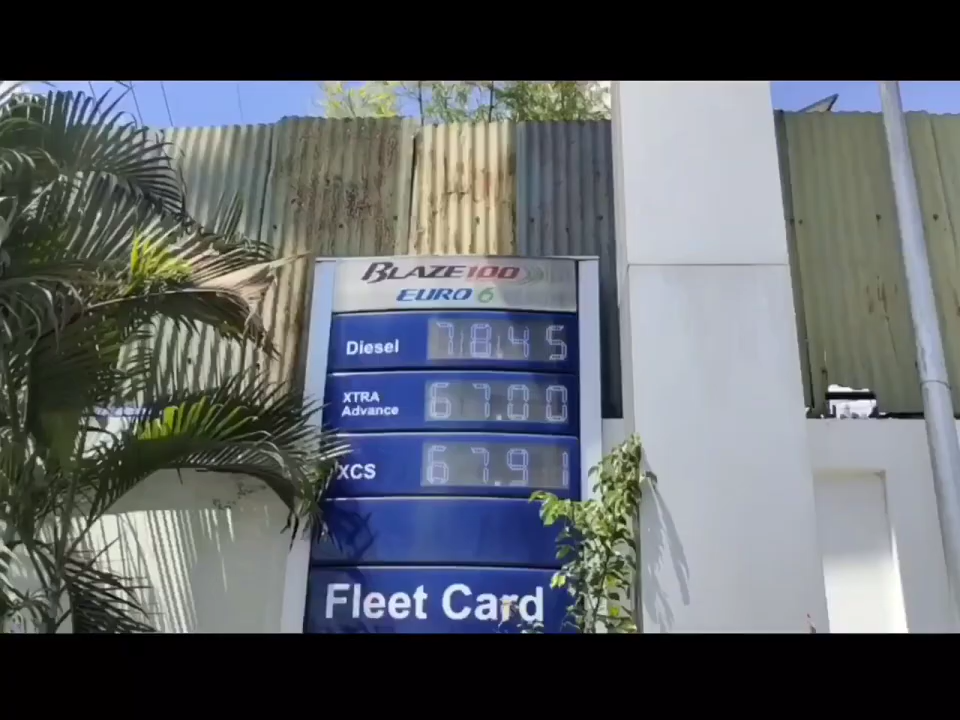 BLAZE100
EURO 6
Diesel 78.45
XTRA Advance 67.00
XCS 67.91
Fleet Card